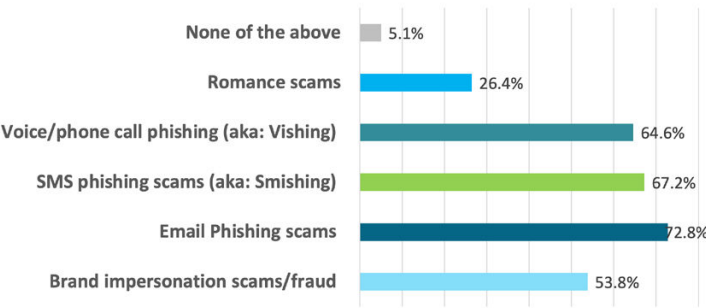 None of the above 5.1%
Romance scams 26.4%
Voice/phone call phishing (aka: Vishing) 64.6%
SMS phishing scams (aka: Smishing) 67.2%
Email Phishing scams 72.8%
Brand impersonation scams/fraud 53.8%